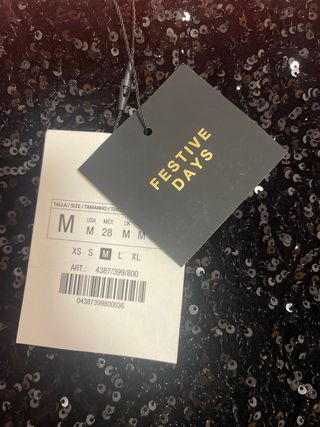 FESTIVE
DAYS
TALLA / SIZE / TAMANHO /
M
USA MEX UK
M 28 M M
XS S M L XL
ART.: 4387/399/800
04387399800036